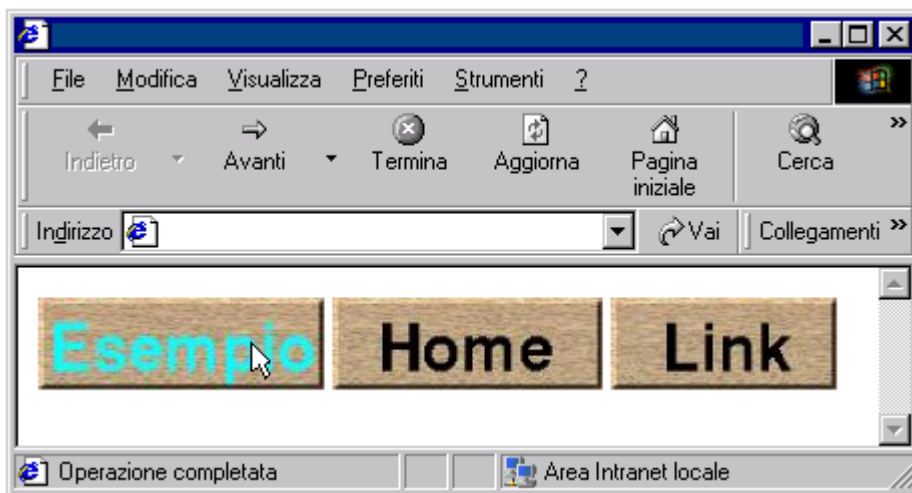 File Modifica Visualizza Preferiti Strumenti ?
Indietro Avanti Termina Aggiorna Pagina iniziale Cerca »
Indirizzo Vai Collegamenti »
Esempio Home Link
Operazione completata Area Intranet locale